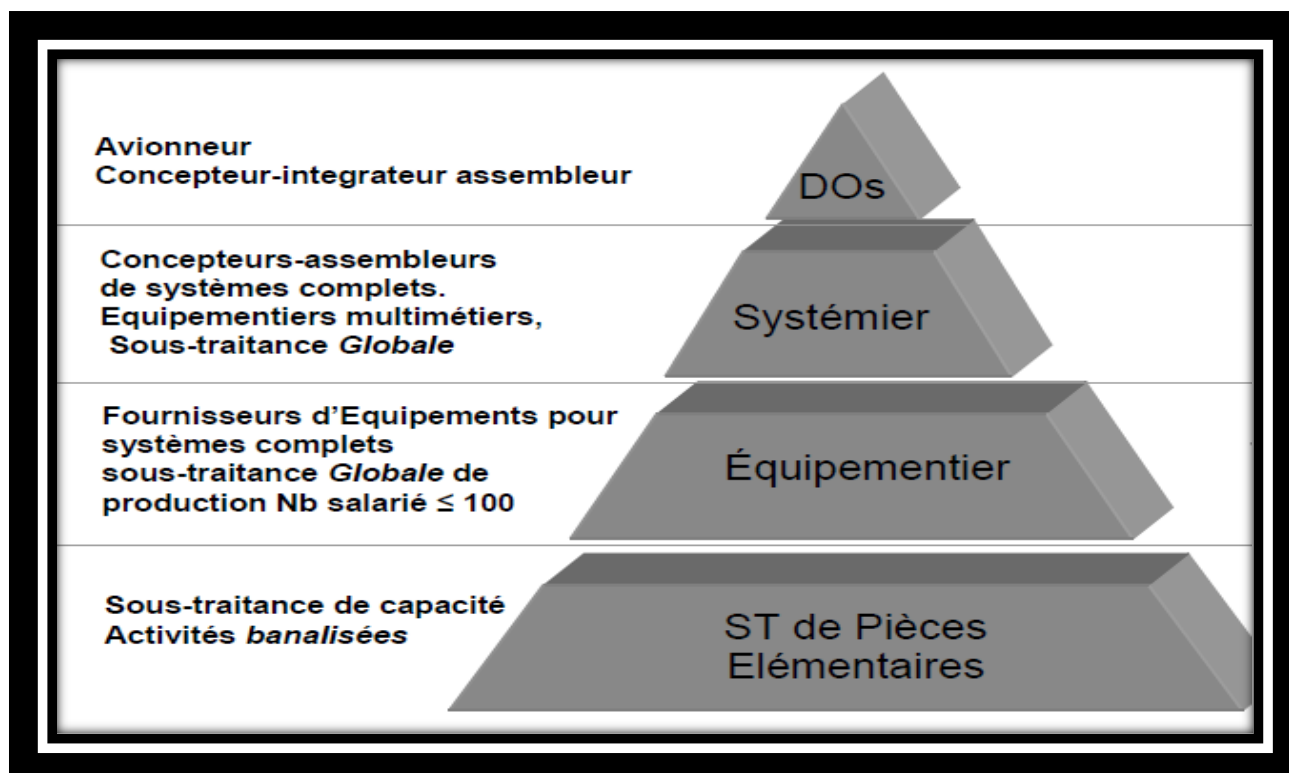 Avionneur
Concepteur-integrateur assembleur
DOs
Concepteurs-assembleurs
de systèmes complets.
Equipementiers multimétiers,
Sous-traitance Globale
Systémier
Fournisseurs d'Equipements pour
systèmes complets
sous-traitance Globale de
production Nb salarié ≤ 100
Équipementier
Sous-traitance de capacité
Activités banalisées
ST de Pièces
Elémentaires